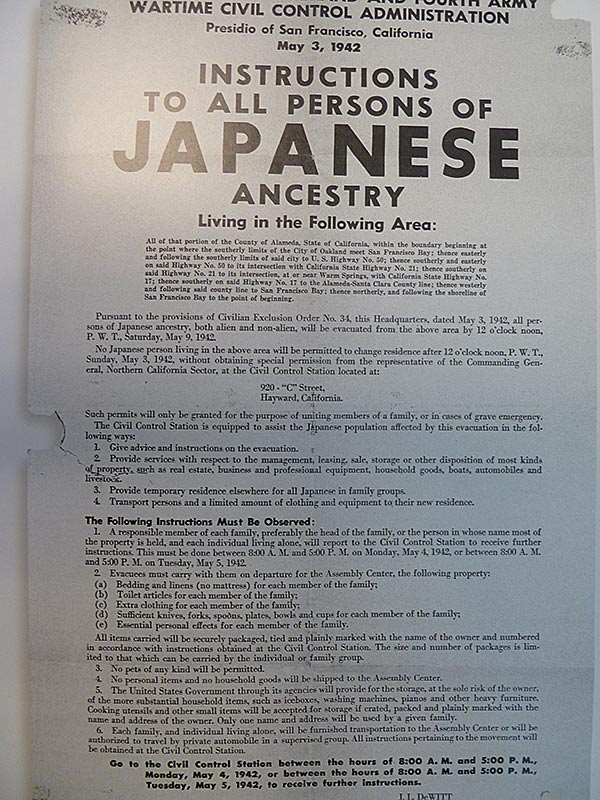 AND FOURTH ARMY
WARTIME CIVIL CONTROL ADMINISTRATION
Presidio of San Francisco, California
May 3, 1942
INSTRUCTIONS
TO ALL PERSONS OF
JAPANESE
ANCESTRY
Living in the Following Area:
All of that portion of the County of Alameda, State of California, within the boundary beginning at
the point where the southerly limits of the City of Oakland meet San Francisco Bay; thence easterly
and following the southerly limits of said city to U. S. Highway No. 50; thence southerly and easterly
on said Highway No. 50 to its intersection with California State Highway No. 21; thence southerly on
said Highway No. 21 to its intersection, at or near Warm Springs, with California State Highway No.
17; thence southerly on said Highway No. 17 to the Alameda-Santa Clara County line; thence westerly
and following said county line to San Francisco Bay; thence northerly, and following the shoreline of
San Francisco Bay to the point of beginning.
Pursuant to the provisions of Civilian Exclusion Order No. 34, this Headquarters, dated May 3, 1942, all per-
sons of Japanese ancestry, both alien and non-alien, will be evacuated from the above area by 12 o'clock noon,
P. W. T., Saturday, May 9, 1942.
No Japanese person living in the above area will be permitted to change residence after 12 o'clock noon, P. W. T.,
Sunday, May 3, 1942, without obtaining special permission from the representative of the Commanding Gen-
eral, Northern California Sector, at the Civil Control Station located at:
920 - "C" Street,
Hayward, California.
Such permits will only be granted for the purpose of uniting members of a family, or in cases of grave emergency.
The Civil Control Station is equipped to assist the Japanese population affected by this evacuation in the fol-
lowing ways:
1. Give advice and instructions on the evacuation.
2. Provide services with respect to the management, leasing, sale, storage or other disposition of most kinds
of property, such as real estate, business and professional equipment, household goods, boats, automobiles and
livestock.
3. Provide temporary residence elsewhere for all Japanese in family groups.
4. Transport persons and a limited amount of clothing and equipment to their new residence.
The Following Instructions Must Be Observed:
1. A responsible member of each family, preferably the head of the family, or the person in whose name most of
the property is held, and each individual living alone, will report to the Civil Control Station to receive further
instructions. This must be done between 8:00 A. M. and 5:00 P. M. on Monday, May 4, 1942, or between 8:00 A. M.
and 5:00 P. M. on Tuesday, May 5, 1942.
2. Evacuees must carry with them on departure for the Assembly Center, the following property:
(a) Bedding and linens (no mattress) for each member of the family;
(b) Toilet articles for each member of the family;
(c) Extra clothing for each member of the family;
(d) Sufficient knives, forks, spoons, plates, bowls and cups for each member of the family;
(e) Essential personal effects for each member of the family.
All items carried will be securely packaged, tied and plainly marked with the name of the owner and numbered
in accordance with instructions obtained at the Civil Control Station. The size and number of packages is lim-
ited to that which can be carried by the individual or family group.
3. No pets of any kind will be permitted.
4. No personal items and no household goods will be shipped to the Assembly Center.
5. The United States Government through its agencies will provide for the storage, at the sole risk of the owner,
of the more substantial household items, such as iceboxes, washing machines, pianos and other heavy furniture.
Cooking utensils and other small items will be accepted for storage if crated, packed and plainly marked with the
name and address of the owner. Only one name and address will be used by a given family.
6. Each family, and individual living alone, will be furnished transportation to the Assembly Center or will be
authorized to travel by private automobile in a supervised group. All instructions pertaining to the movement will
be obtained at the Civil Control Station.
Go to the Civil Control Station between the hours of 8:00 A. M. and 5:00 P. M.,
Monday, May 4, 1942, or between the hours of 8:00 A. M. and 5:00 P. M.,
Tuesday, May 5, 1942, to receive further instructions.
J. L. DeWITT